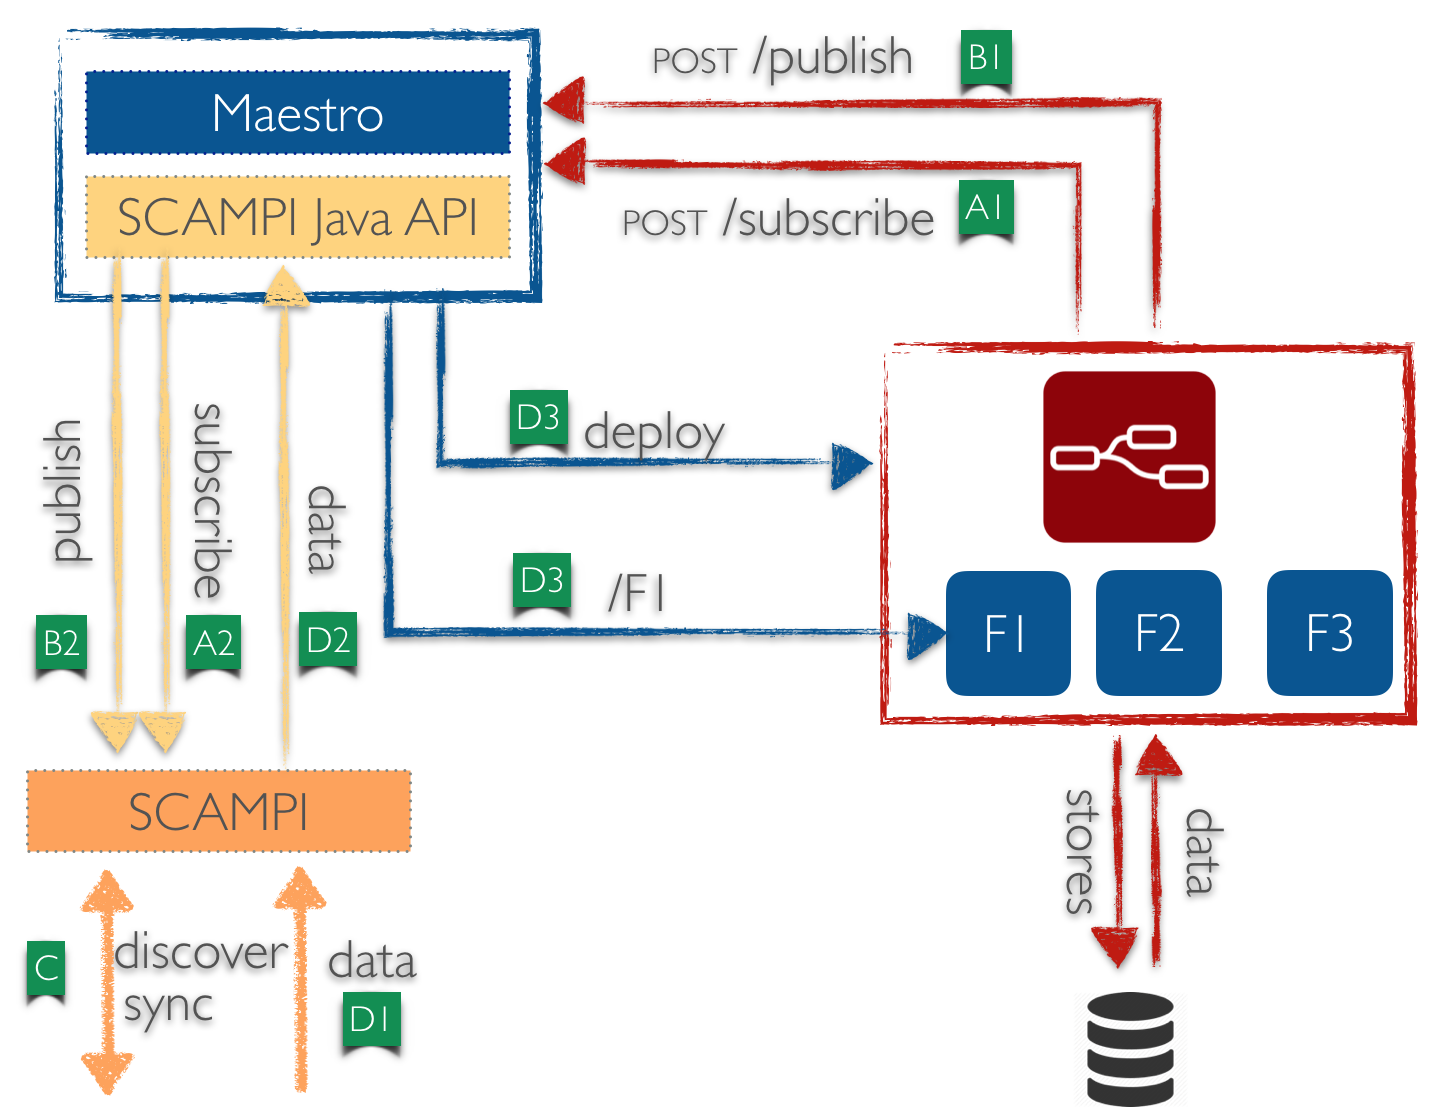 POST /publish
B1
Maestro
POST /subscribe
A1
SCAMPI Java API
publish
subscribe
data
B2
A2
D2
D3
deploy
D3
/F1
F1
F2
F3
SCAMPI
stores
data
C
discover
sync
data
D1